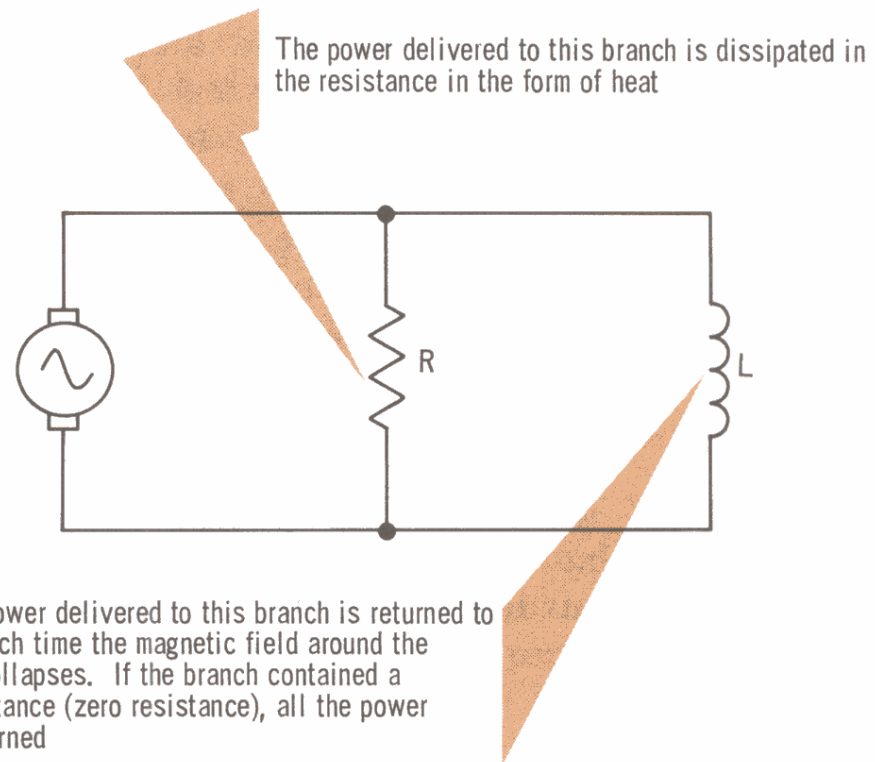 The power delivered to this branch is dissipated in
the resistance in the form of heat
R
L
ower delivered to this branch is returned to
ch time the magnetic field around the
llapses. If the branch contained a
tance (zero resistance), all the power
rned